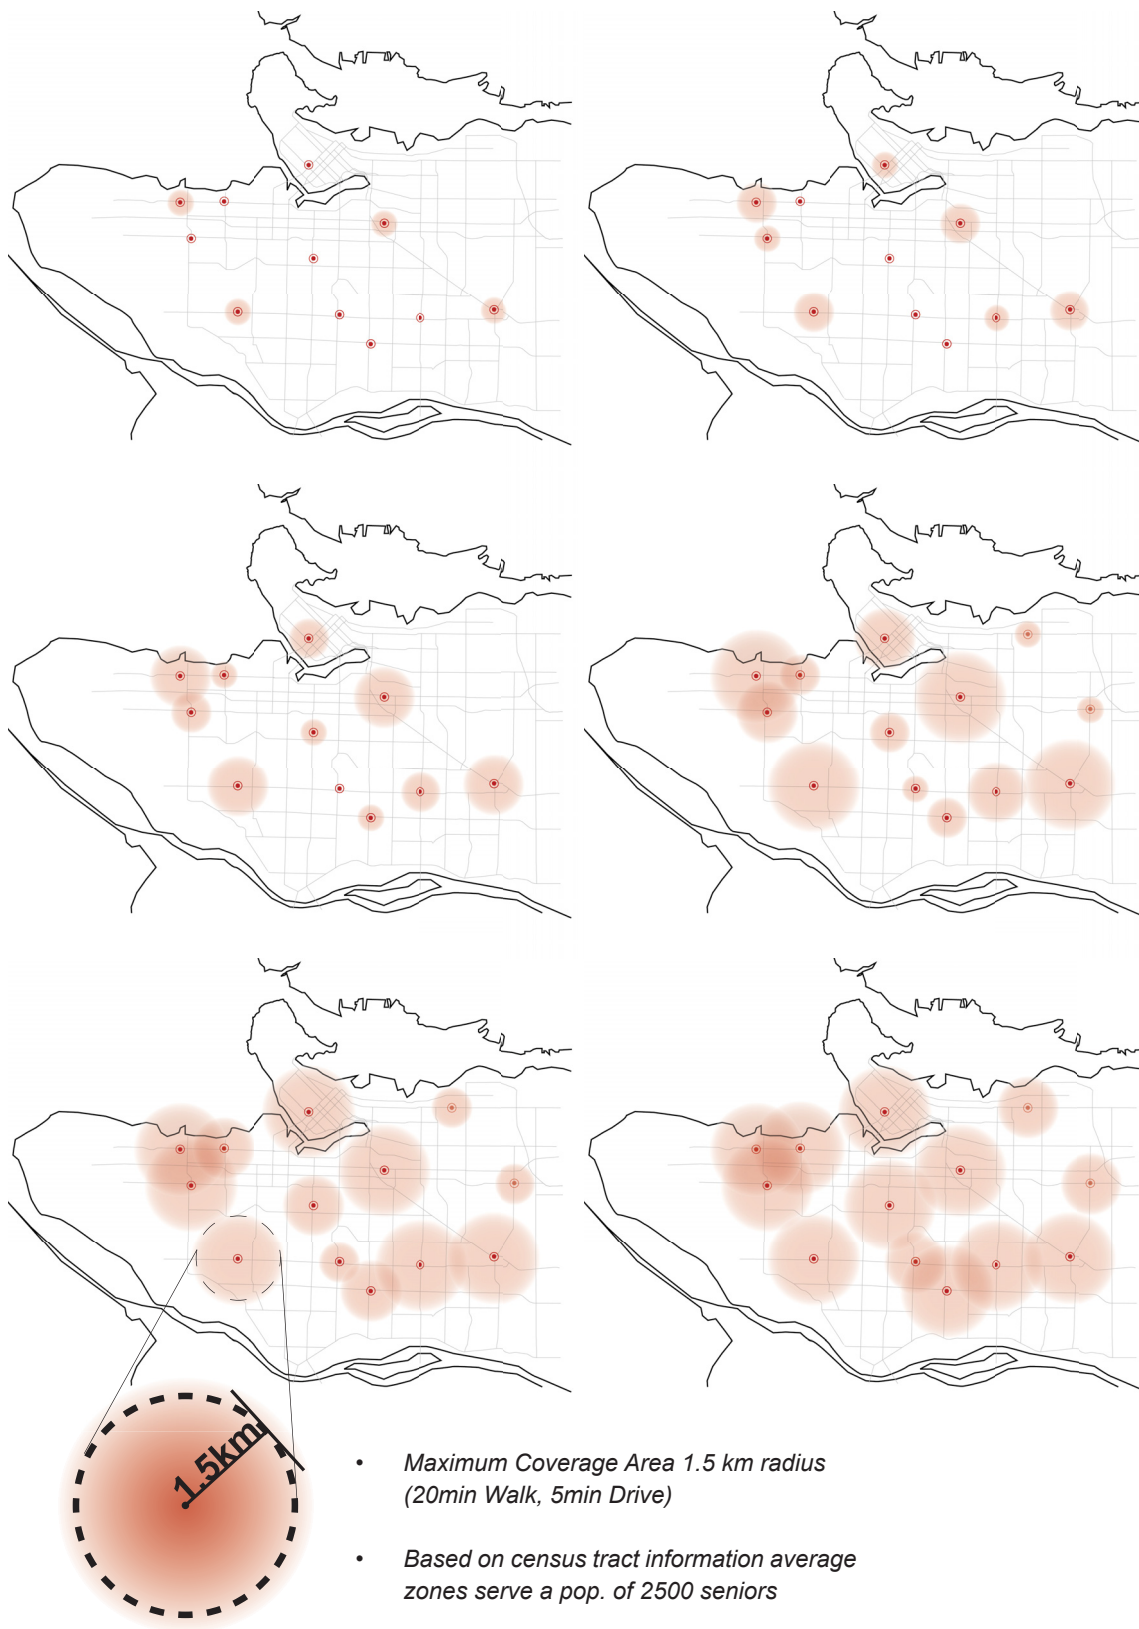 1.5km
• Maximum Coverage Area 1.5 km radius
(20min Walk, 5min Drive)
• Based on census tract information average
zones serve a pop. of 2500 seniors